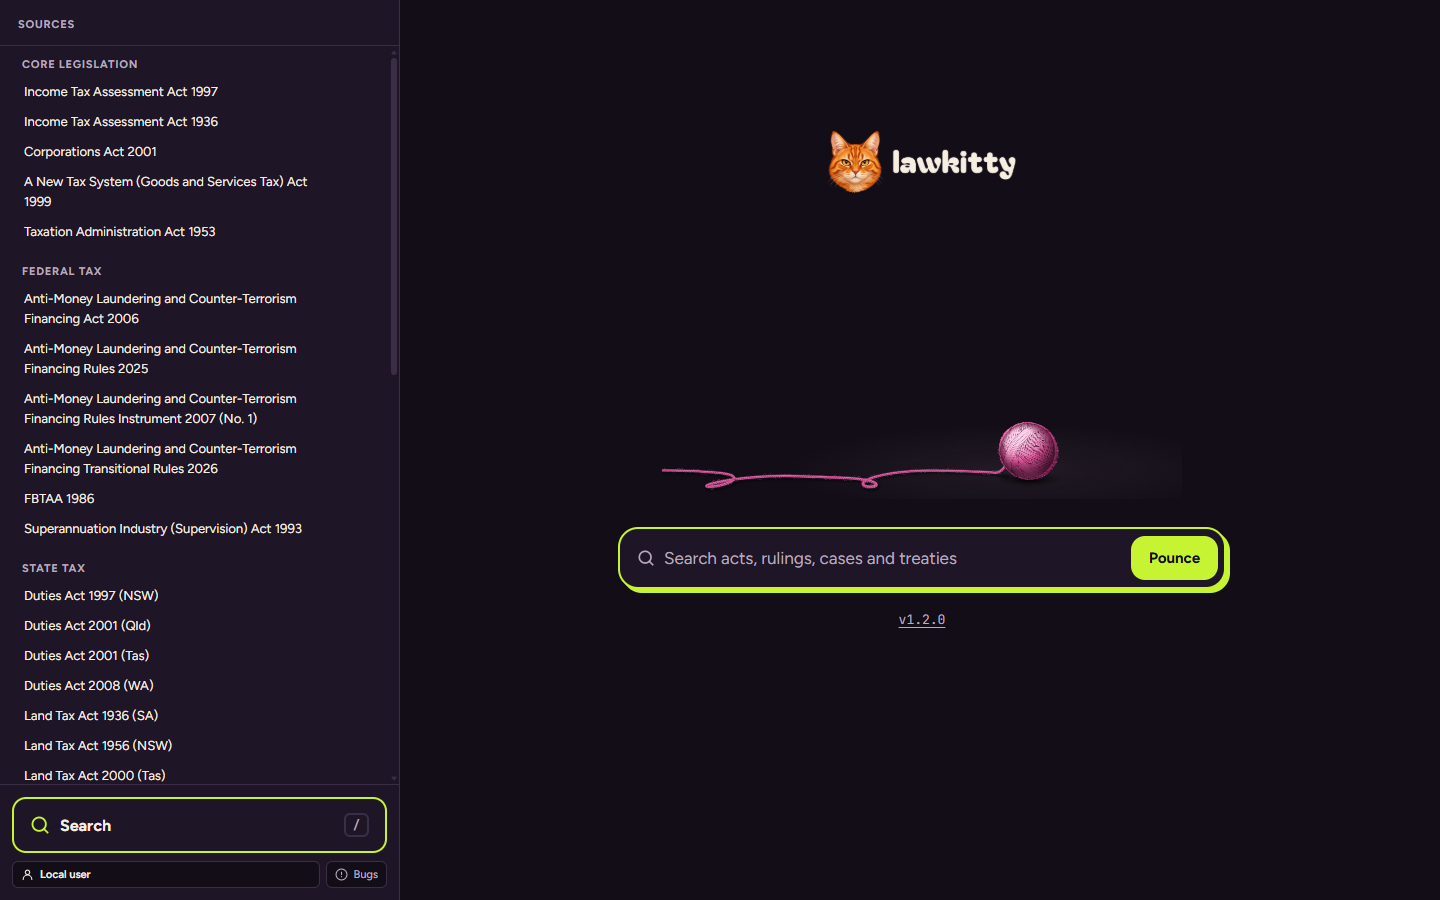 SOURCES
CORE LEGISLATION
Income Tax Assessment Act 1997
Income Tax Assessment Act 1936
Corporations Act 2001
A New Tax System (Goods and Services Tax) Act
1999
Taxation Administration Act 1953
FEDERAL TAX
Anti-Money Laundering and Counter-Terrorism
Financing Act 2006
Anti-Money Laundering and Counter-Terrorism
Financing Rules 2025
Anti-Money Laundering and Counter-Terrorism
Financing Rules Instrument 2007 (No. 1)
Anti-Money Laundering and Counter-Terrorism
Financing Transitional Rules 2026
FBTAA 1986
Superannuation Industry (Supervision) Act 1993
STATE TAX
Duties Act 1997 (NSW)
Duties Act 2001 (Qld)
Duties Act 2001 (Tas)
Duties Act 2008 (WA)
Land Tax Act 1936 (SA)
Land Tax Act 1956 (NSW)
Land Tax Act 2000 (Tas)
Search /
Local user
Bugs
lawkitty
Search acts, rulings, cases and treaties
Pounce
v1.2.0